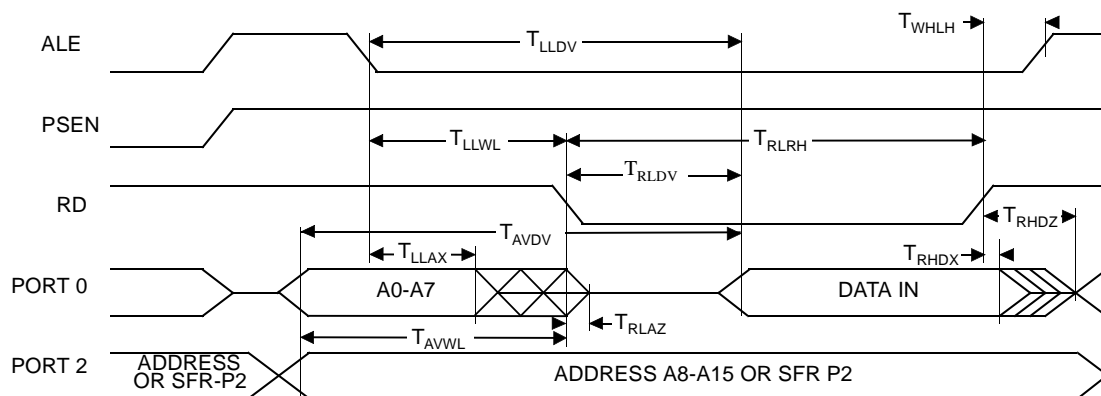 T_WHLH
ALE
T_LLDV
PSEN
T_LLWL
T_RLRH
T_RLDV
RD
T_AVDV
T_RHDZ
T_LLAX
T_RHDX
PORT 0
A0-A7
DATA IN
T_RLAZ
T_AVWL
PORT 2
ADDRESS
OR SFR-P2
ADDRESS A8-A15 OR SFR P2